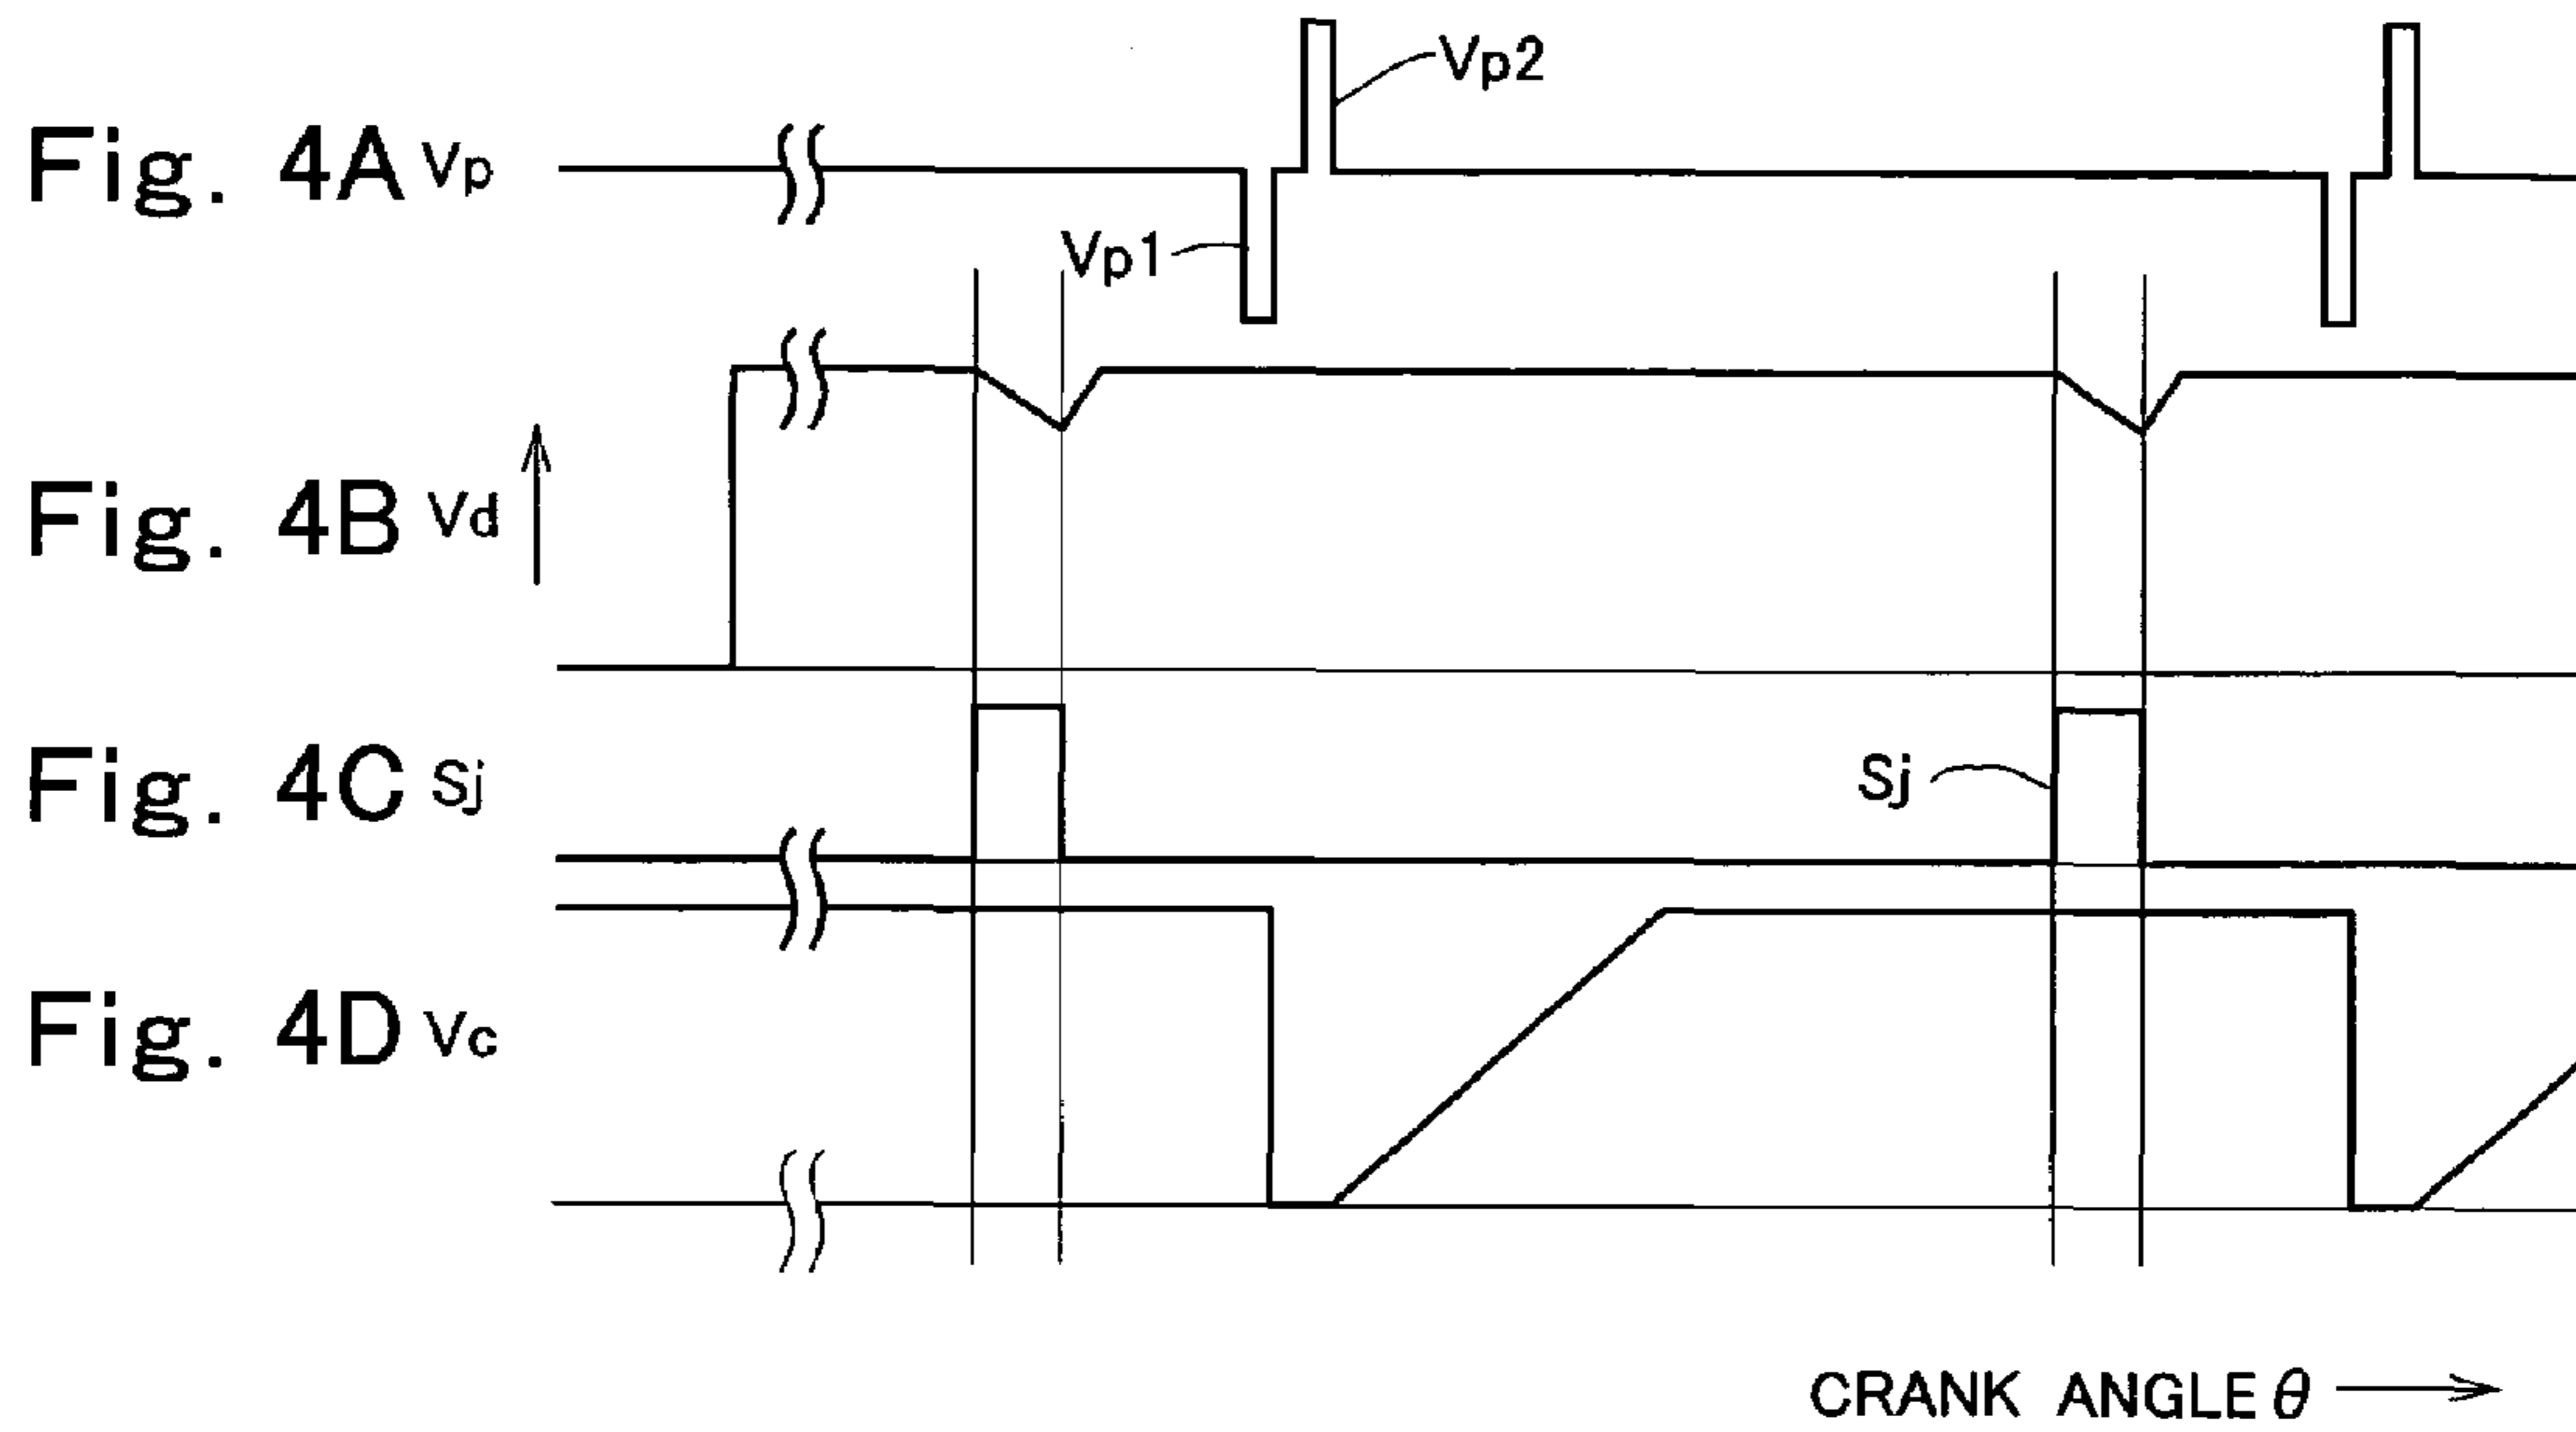 Vp2
Fig. 4A Vp
Vp1
Fig. 4B Vd
Fig. 4C Sj
Sj
Fig. 4D Vc
CRANK ANGLE θ